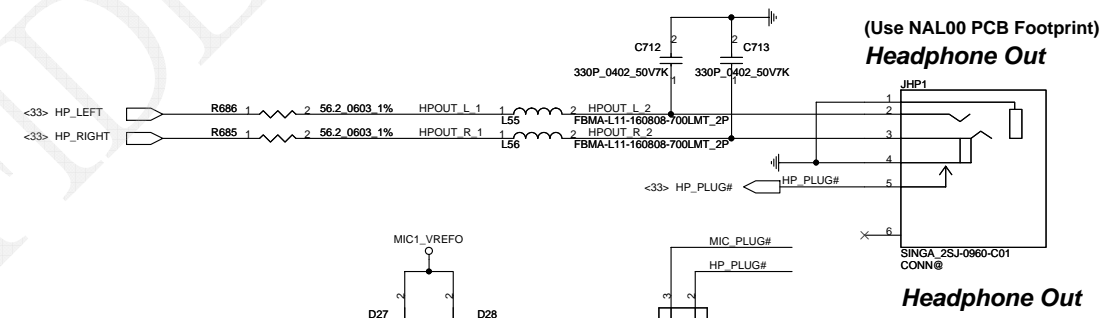 (Use NAL00 PCB Footprint)
Headphone Out
C712
2
2
C713
330P_0402_50V7K
1
330P_0402_50V7K
1
JHP1
<33> HP_LEFT
R686 1 2 56.2_0603_1%
HPOUT_L_1
1 2
HPOUT_L_2
L55
FBMA-L11-160808-700LMT_2P
<33> HP_RIGHT
R685 1 2 56.2_0603_1%
HPOUT_R_1
1 2
HPOUT_R_2
L56
FBMA-L11-160808-700LMT_2P
1
2
3
4
5
6
<33> HP_PLUG#
HP_PLUG#
SINGA_2SJ-0960-C01
CONN@
Headphone Out
MIC1_VREFO
2
2
D27
D28
MIC_PLUG#
HP_PLUG#
3
2